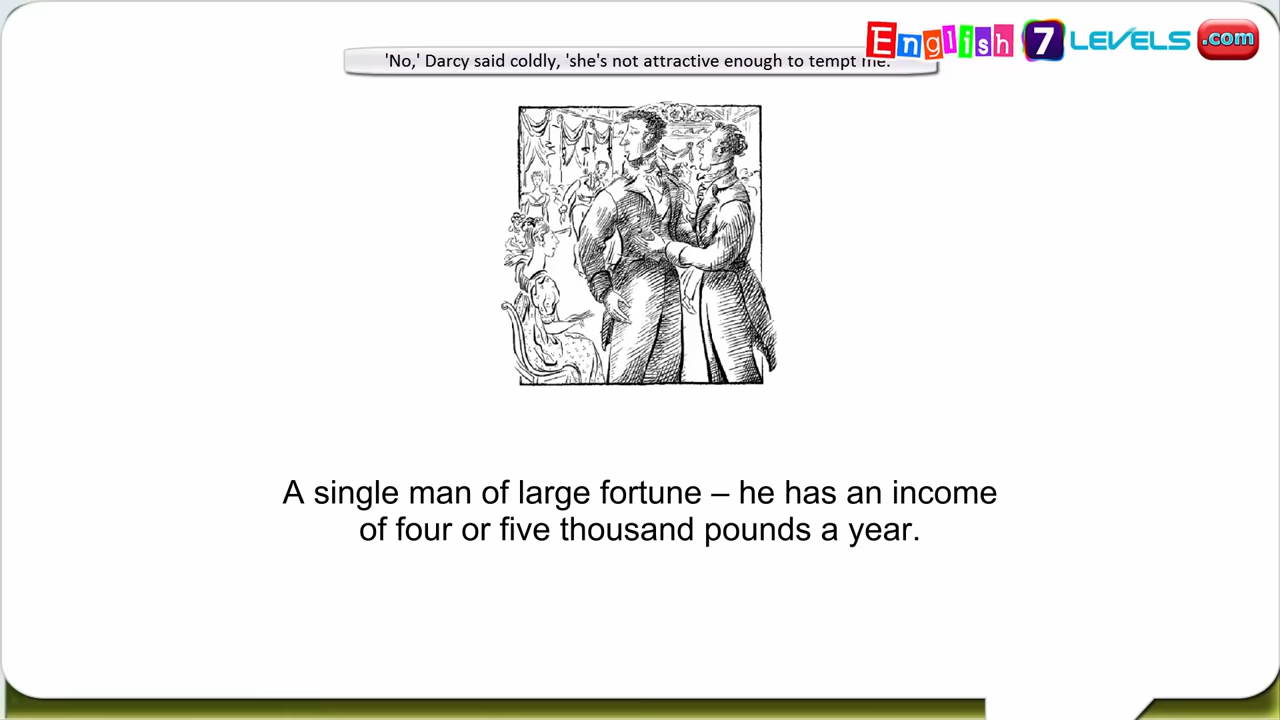 English 7 LEVELS .com
'No,' Darcy said coldly, 'she's not attractive enough to tempt me.'
A single man of large fortune – he has an income
of four or five thousand pounds a year.